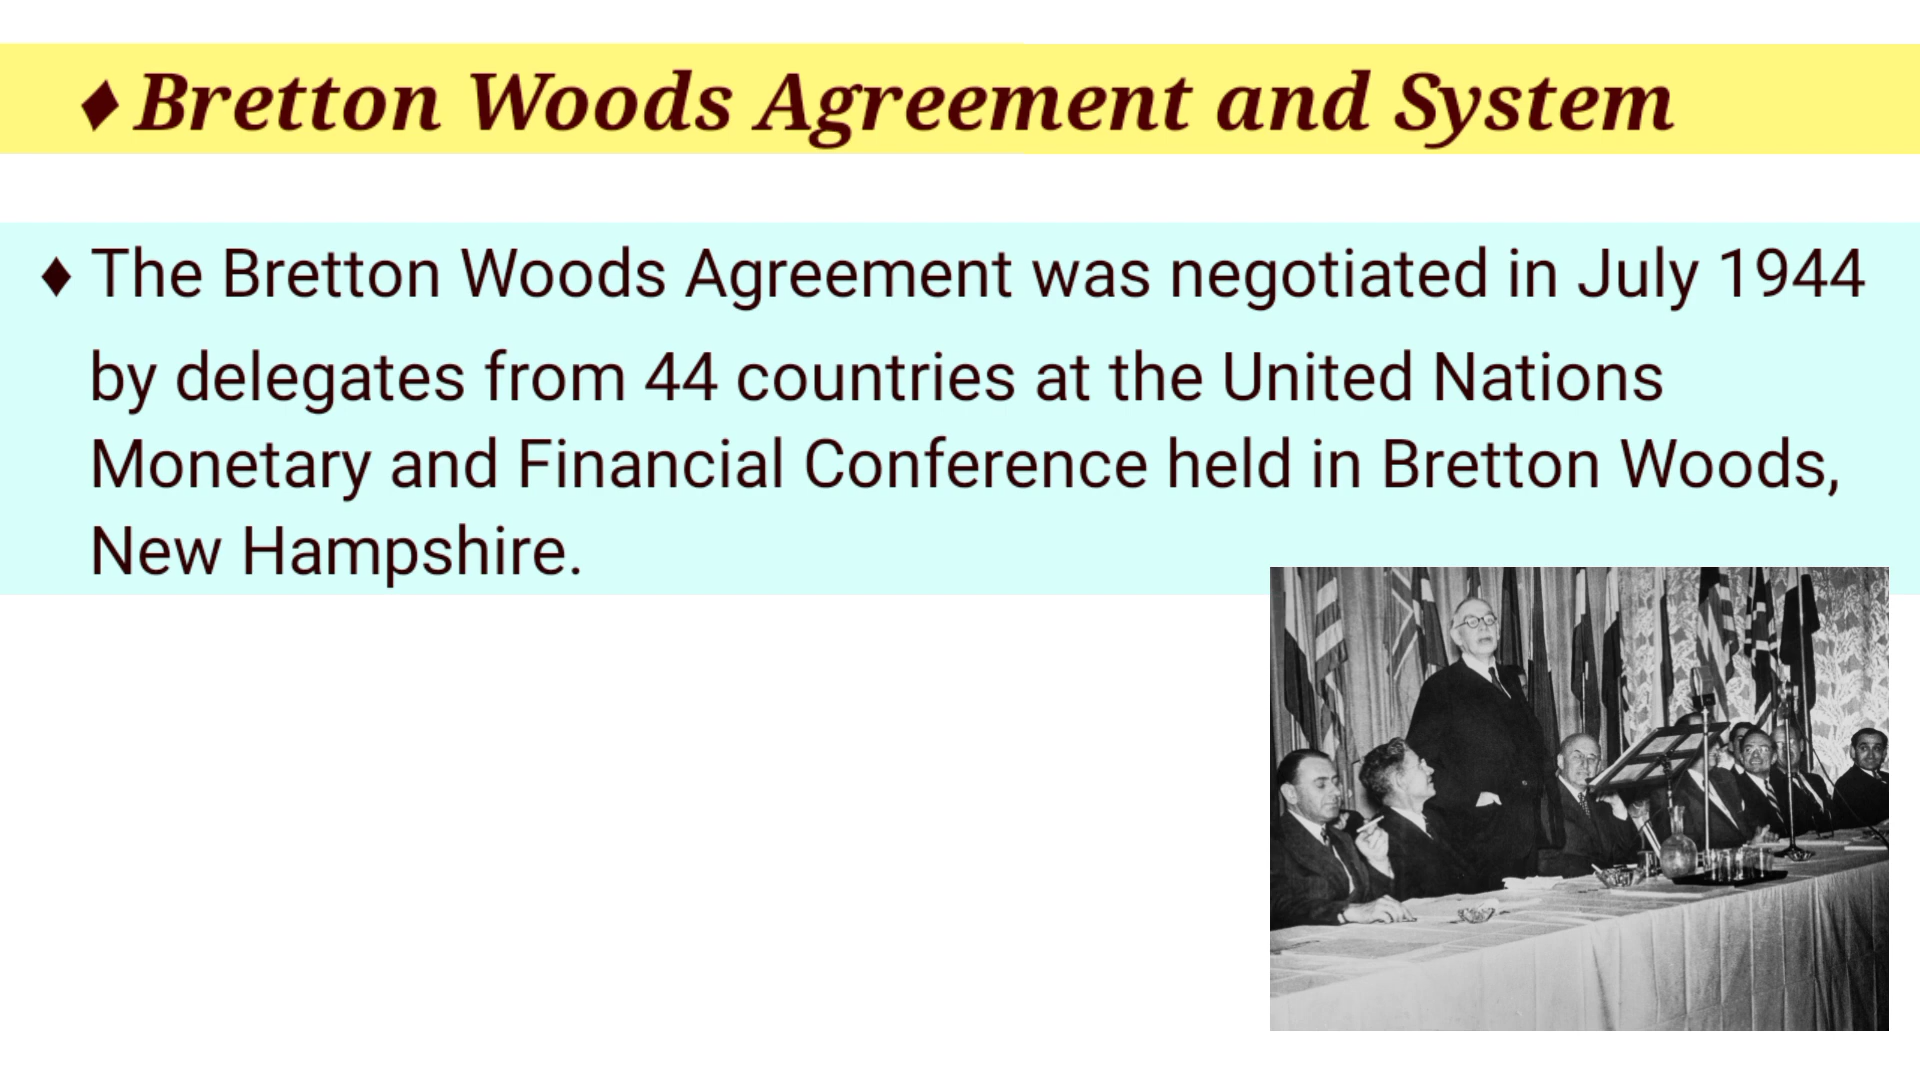 ♦ Bretton Woods Agreement and System
♦ The Bretton Woods Agreement was negotiated in July 1944
by delegates from 44 countries at the United Nations
Monetary and Financial Conference held in Bretton Woods,
New Hampshire.